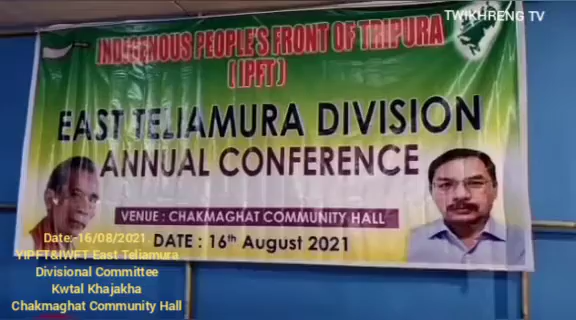 TWIKHRENG TV
INDIGENOUS PEOPLE'S FRONT OF TRIPURA
( IPFT )
EAST TELIAMURA DIVISION
ANNUAL CONFERENCE
VENUE : CHAKMAGHAT COMMUNITY HALL
DATE : 16th August 2021
Date:-16/08/2021.
YIPFT&IWFT East Teliamura
Divisional Committee
Kwtal Khajakha
Chakmaghat Community Hall